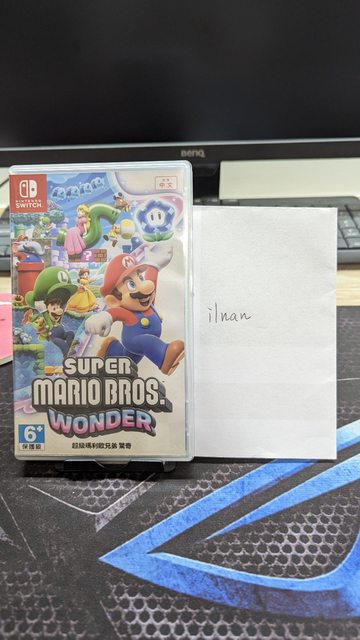 BenQ
NINTENDO
SWITCH
中文
SUPER
MARIO BROS.
WONDER
超級瑪利歐兄弟 驚奇
6+
保護級
ilnan